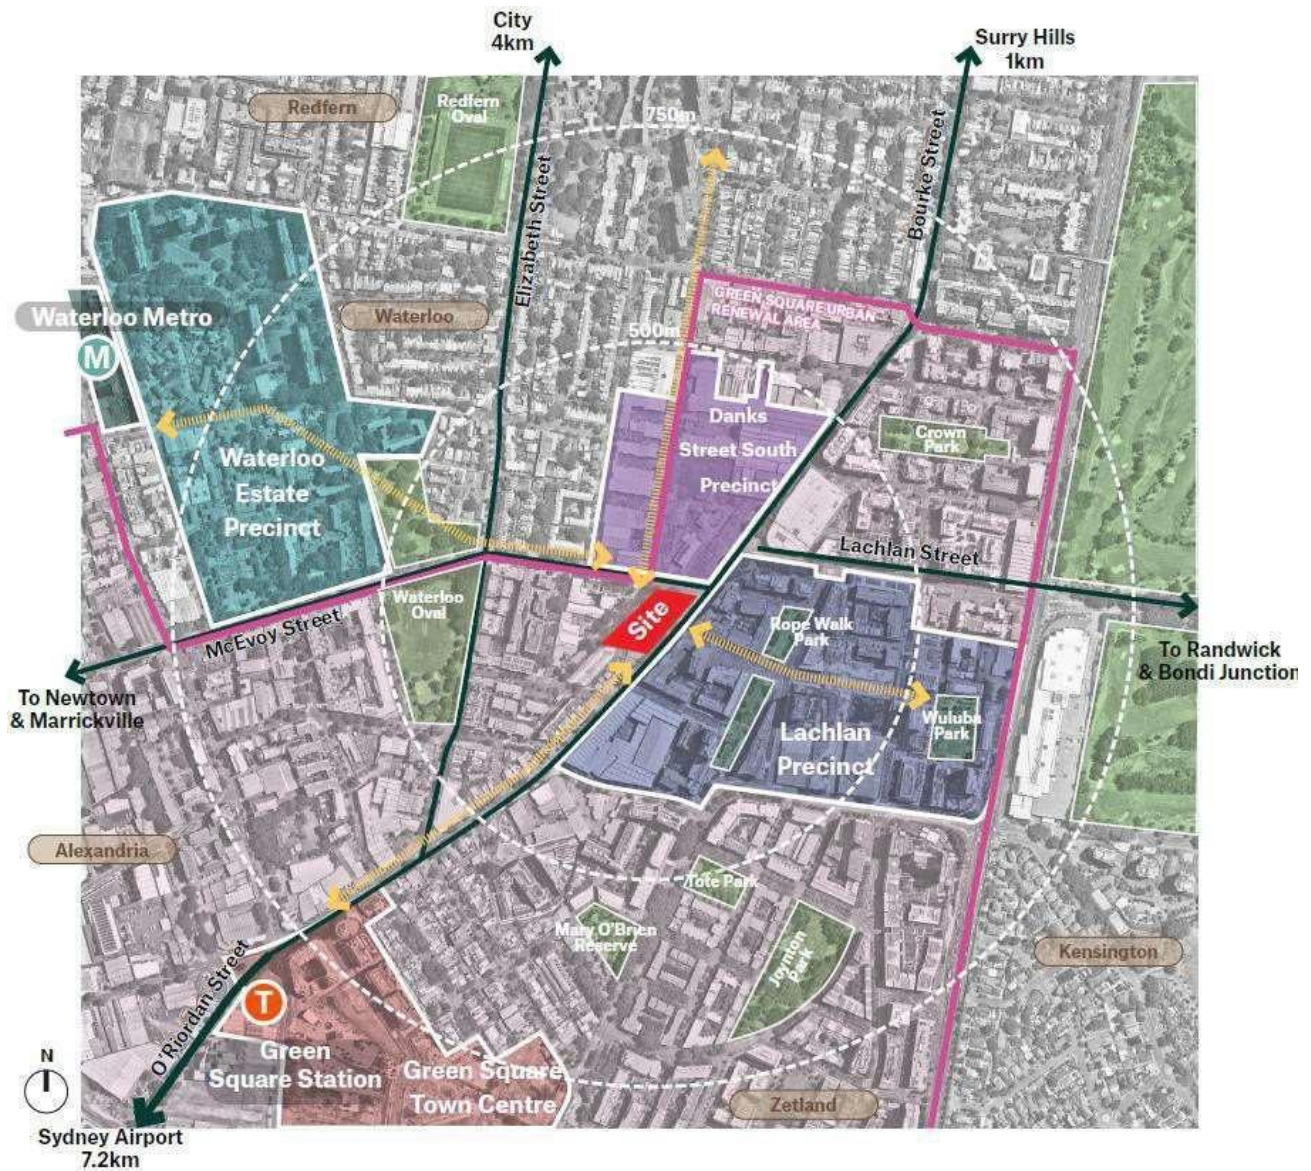 City
4km
Surry Hills
1km
Redfern
Redfern
Oval
750m
Elizabeth Street
Bourke Street
Waterloo Metro
M
Waterloo
GREEN SQUARE URBAN
RENEWAL AREA
500m
Danks
Street South
Precinct
Crown
Park
Waterloo
Estate
Precinct
Lachlan Street
Waterloo
Oval
McEvoy Street
Site
Rope Walk
Park
To Newtown
& Marrickville
To Randwick
& Bondi Junction
Wuluba
Park
Lachlan
Precinct
Alexandria
Tote Park
Mary O'Brien
Reserve
Joynton
Park
Kensington
O'Riordan Street
T
Green
Square Station
Green Square
Town Centre
N
Zetland
Sydney Airport
7.2km